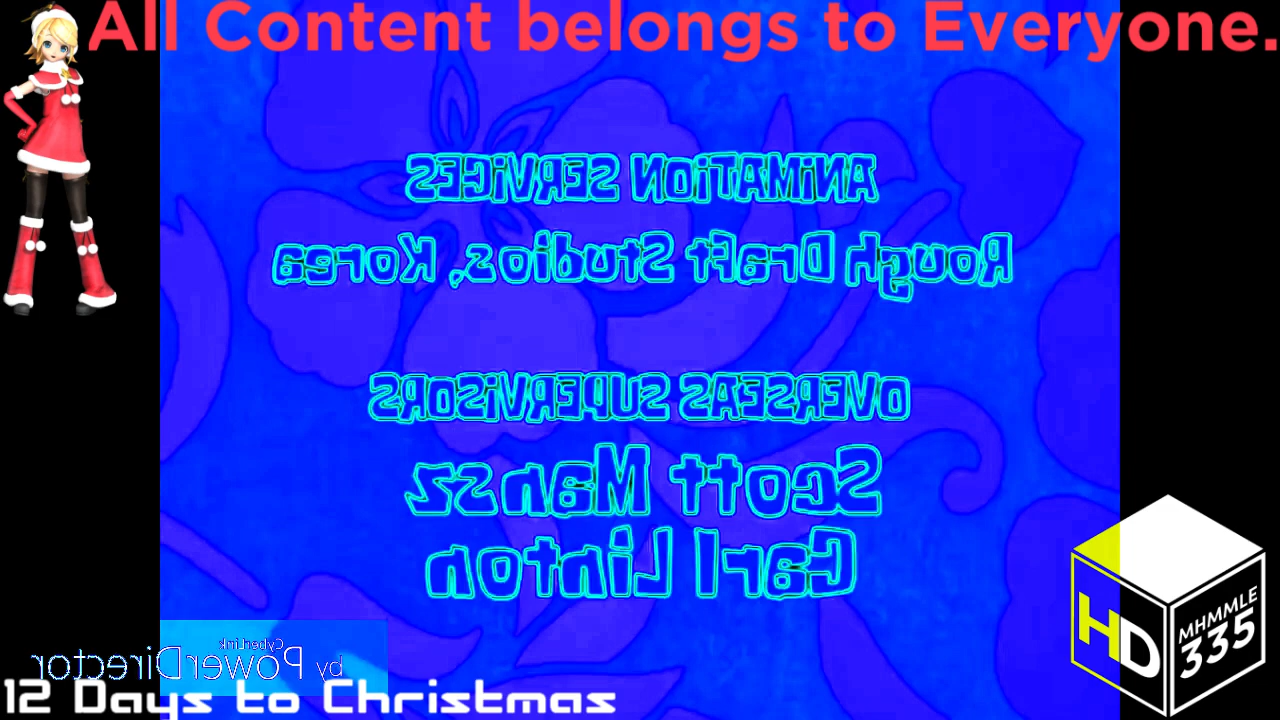 All Content belongs to Everyone.
ANiMATiON SERViCES
Rough Draft Studios, Korea
OVERSEAS SUPERViSORS
Scott Mansz
Carl Linton
CyberLink
by PowerDirector
12 Days to Christmas
HD
MHMMLE
335